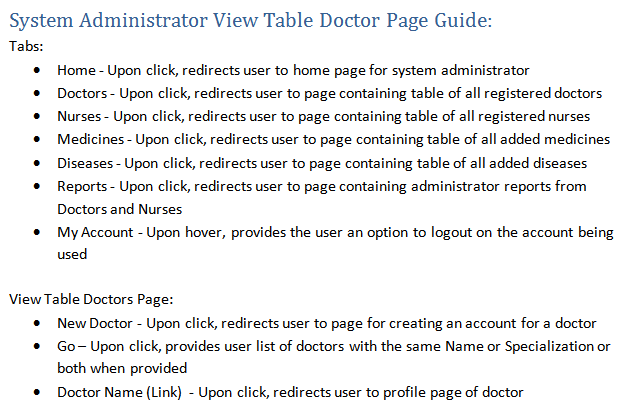 System Administrator View Table Doctor Page Guide:
Tabs:
• Home - Upon click, redirects user to home page for system administrator
• Doctors - Upon click, redirects user to page containing table of all registered doctors
• Nurses - Upon click, redirects user to page containing table of all registered nurses
• Medicines - Upon click, redirects user to page containing table of all added medicines
• Diseases - Upon click, redirects user to page containing table of all added diseases
• Reports - Upon click, redirects user to page containing administrator reports from
Doctors and Nurses
• My Account - Upon hover, provides the user an option to logout on the account being
used
View Table Doctors Page:
• New Doctor - Upon click, redirects user to page for creating an account for a doctor
• Go – Upon click, provides user list of doctors with the same Name or Specialization or
both when provided
• Doctor Name (Link)  - Upon click, redirects user to profile page of doctor